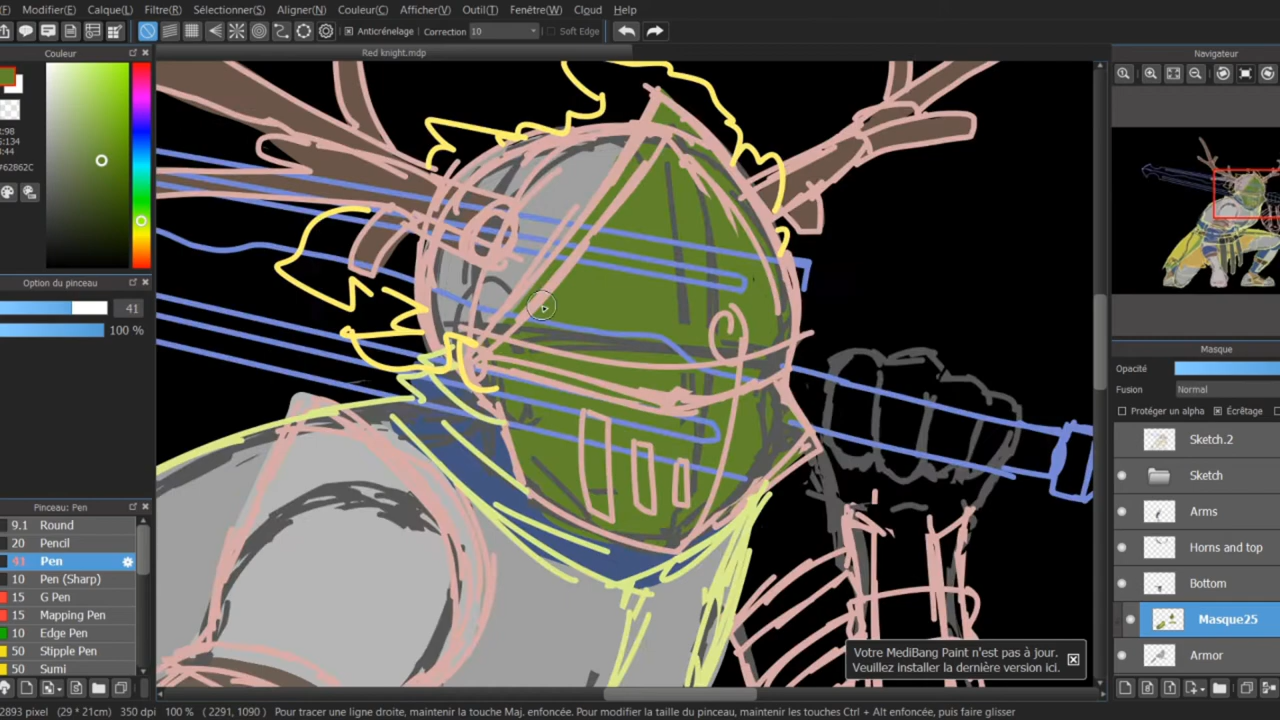 (F) Modifier(E) Calque(L) Filtre(R) Sélectionner(S) Aligner(N) Couleur(C) Afficher(V) Outil(T) Fenêtre(W) Cloud Help
Anticrénelage Correction 10 Soft Edge
Couleur
Red knight.mdp
Navigateur
:98
:134
:44
762862C
Option du pinceau
41
100 %
Pinceau: Pen
9.1 Round
20 Pencil
41 Pen
10 Pen (Sharp)
15 G Pen
15 Mapping Pen
10 Edge Pen
50 Stipple Pen
50 Sumi
Masque
Opacité
Fusion Normal
Protéger un alpha Écrêtage
Sketch.2
Sketch
Arms
Horns and top
Bottom
Masque25
Armor
Votre MediBang Paint n'est pas à jour.
Veuillez installer la dernière version ici.
2893 pixel (29 * 21cm) 350 dpi 100 % ( 2291, 1090 ) Pour tracer une ligne droite, maintenir la touche Maj. enfoncée. Pour modifier la taille du pinceau, maintenir les touches Ctrl + Alt enfoncée, puis faire glisser